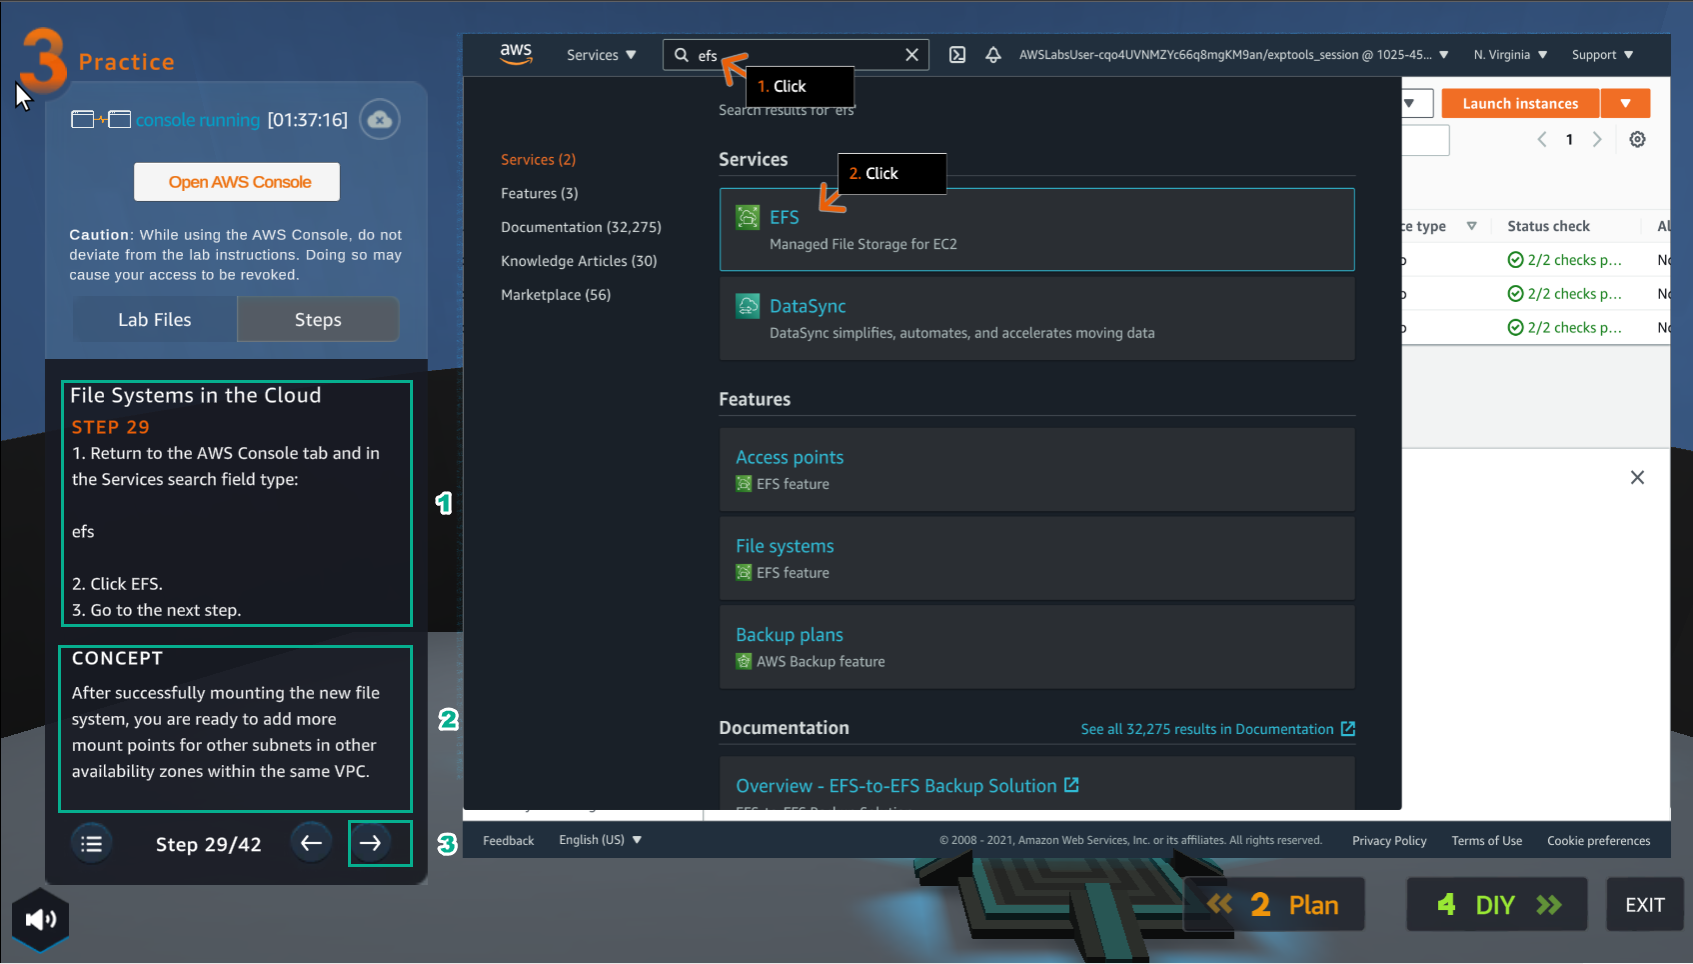 3 Practice
console running [01:37:16]
Open AWS Console
Caution: While using the AWS Console, do not
deviate from the lab instructions. Doing so may
cause your access to be revoked.
Lab Files
Steps
File Systems in the Cloud
STEP 29
1. Return to the AWS Console tab and in
the Services search field type:
efs
2. Click EFS.
3. Go to the next step.
1
CONCEPT
After successfully mounting the new file
system, you are ready to add more
mount points for other subnets in other
availability zones within the same VPC.
2
Step 29/42
3
aws
Services
efs
AWSLabsUser-cqo4UVNMZYc66q8mgKM9an/exptools_session @ 1025-45...
N. Virginia
Support
1. Click
Search results for 'efs'
Services (2)
Features (3)
Documentation (32,275)
Knowledge Articles (30)
Marketplace (56)
Services
2. Click
EFS
Managed File Storage for EC2
DataSync
DataSync simplifies, automates, and accelerates moving data
Features
Access points
EFS feature
File systems
EFS feature
Backup plans
AWS Backup feature
Documentation
See all 32,275 results in Documentation
Overview - EFS-to-EFS Backup Solution
Launch instances
1
ce type
Status check
Al
2/2 checks p...
No
2/2 checks p...
No
2/2 checks p...
No
Feedback
English (US)
© 2008 - 2021, Amazon Web Services, Inc. or its affiliates. All rights reserved.
Privacy Policy
Terms of Use
Cookie preferences
2 Plan
4 DIY
EXIT